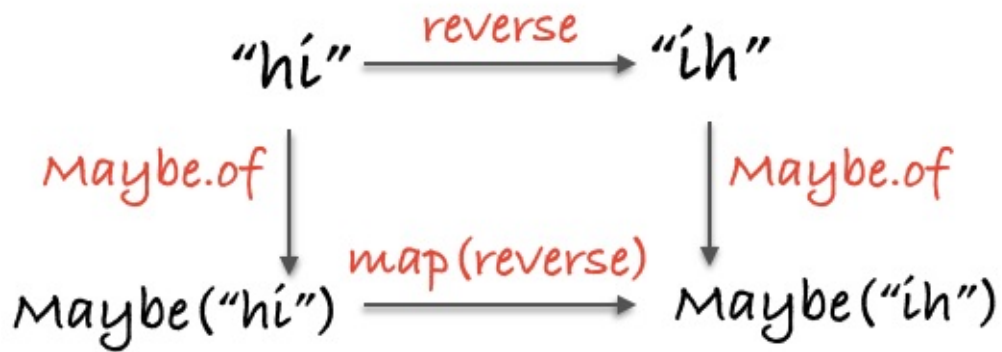 reverse
“hi” “ih”
Maybe.of Maybe.of
map(reverse)
Maybe(“hi”) Maybe(“ih”)